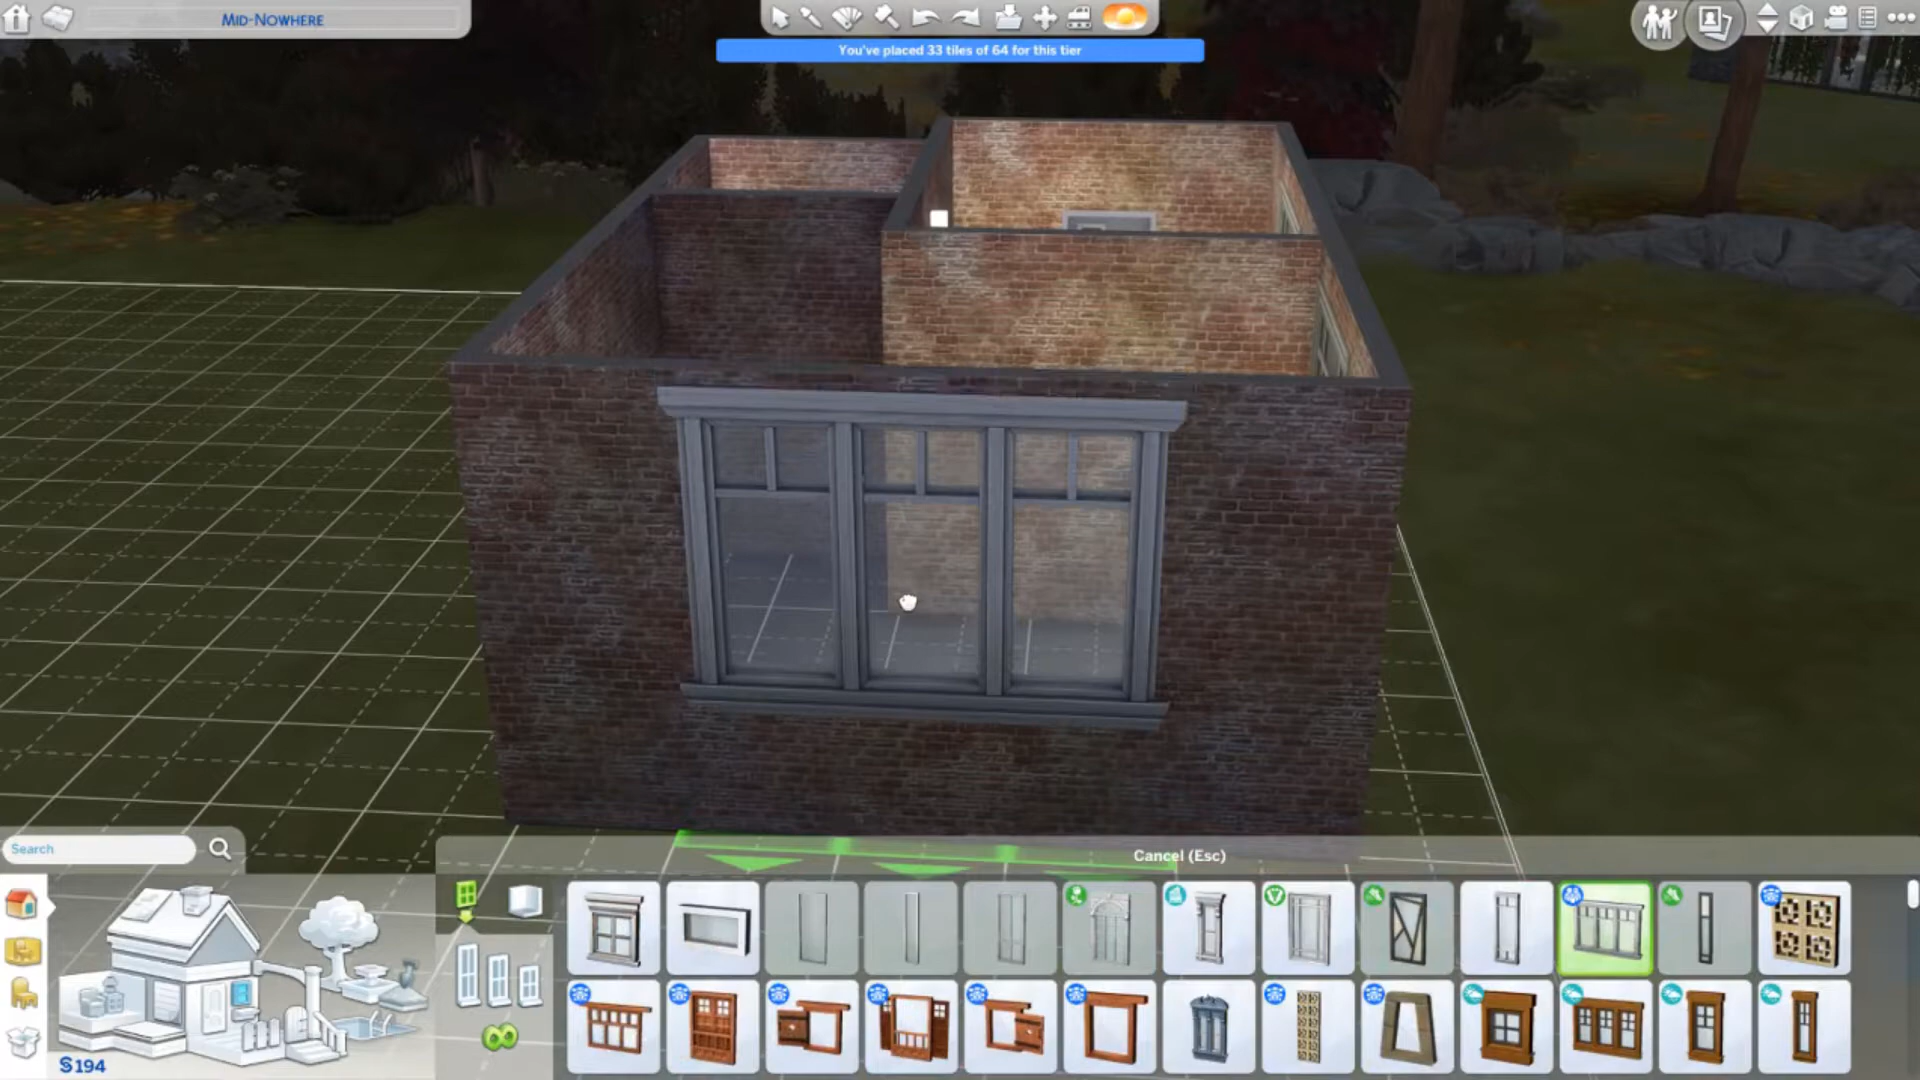 MID-NOWHERE
You've placed 33 tiles of 64 for this tier
Cancel (Esc)
Search
§194